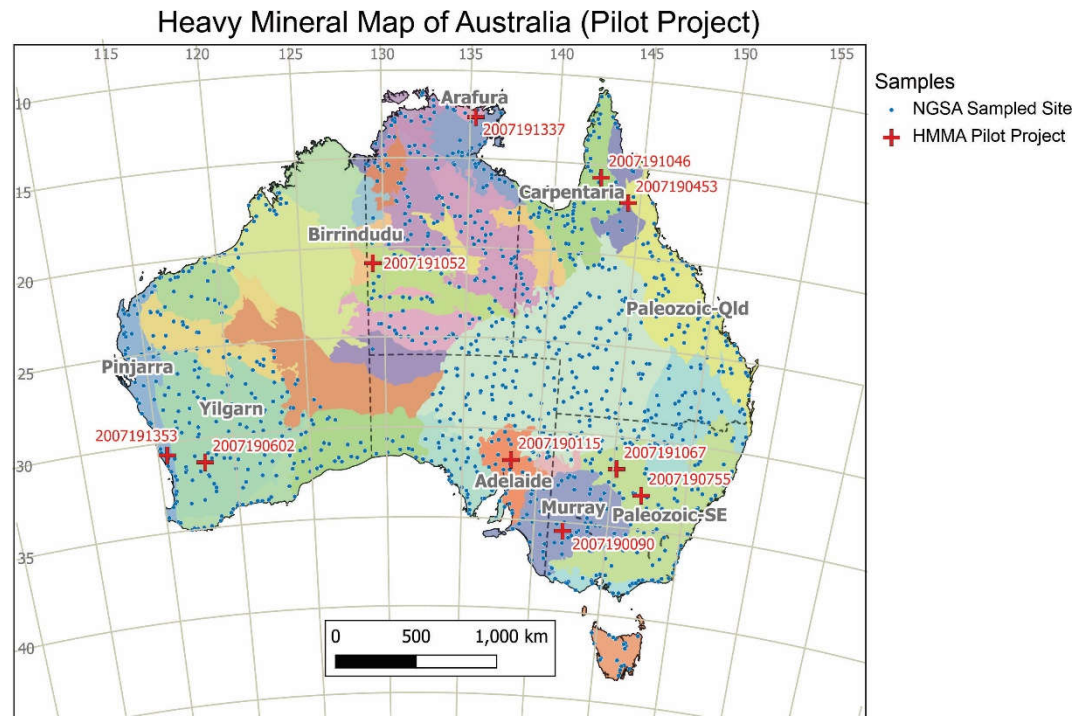 Heavy Mineral Map of Australia (Pilot Project)
115 120 125 130 135 140 145 150 155
Samples
NGSA Sampled Site
HMMA Pilot Project
10
Arafura
2007191337
2007191046
15
Carpentaria
2007190453
Birrindudu
2007191052
20
Paleozoic-Qld
25
Pinjarra
Yilgarn
2007191353
2007190602
2007190115
2007191067
30
2007190755
Adelaide
Murray
Paleozoic-SE
2007190090
35
40
0 500 1,000 km